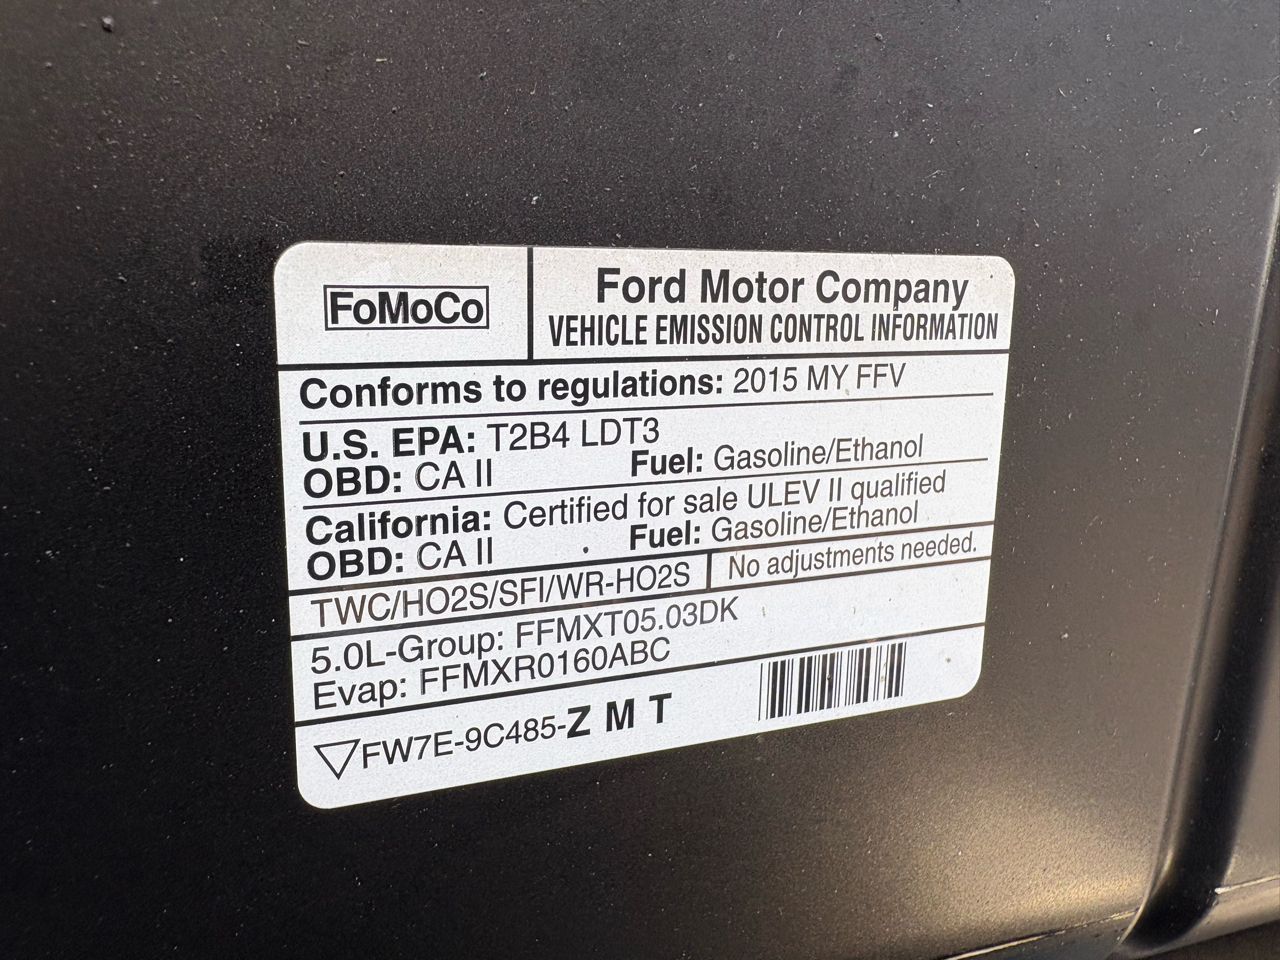 FoMoCo
Ford Motor Company
VEHICLE EMISSION CONTROL INFORMATION
Conforms to regulations: 2015 MY FFV
U.S. EPA: T2B4 LDT3
OBD: CA II Fuel: Gasoline/Ethanol
California: Certified for sale ULEV II qualified
OBD: CA II Fuel: Gasoline/Ethanol
TWC/HO2S/SFI/WR-HO2S No adjustments needed.
5.0L-Group: FFMXT05.03DK
Evap: FFMXR0160ABC
FW7E-9C485-Z M T